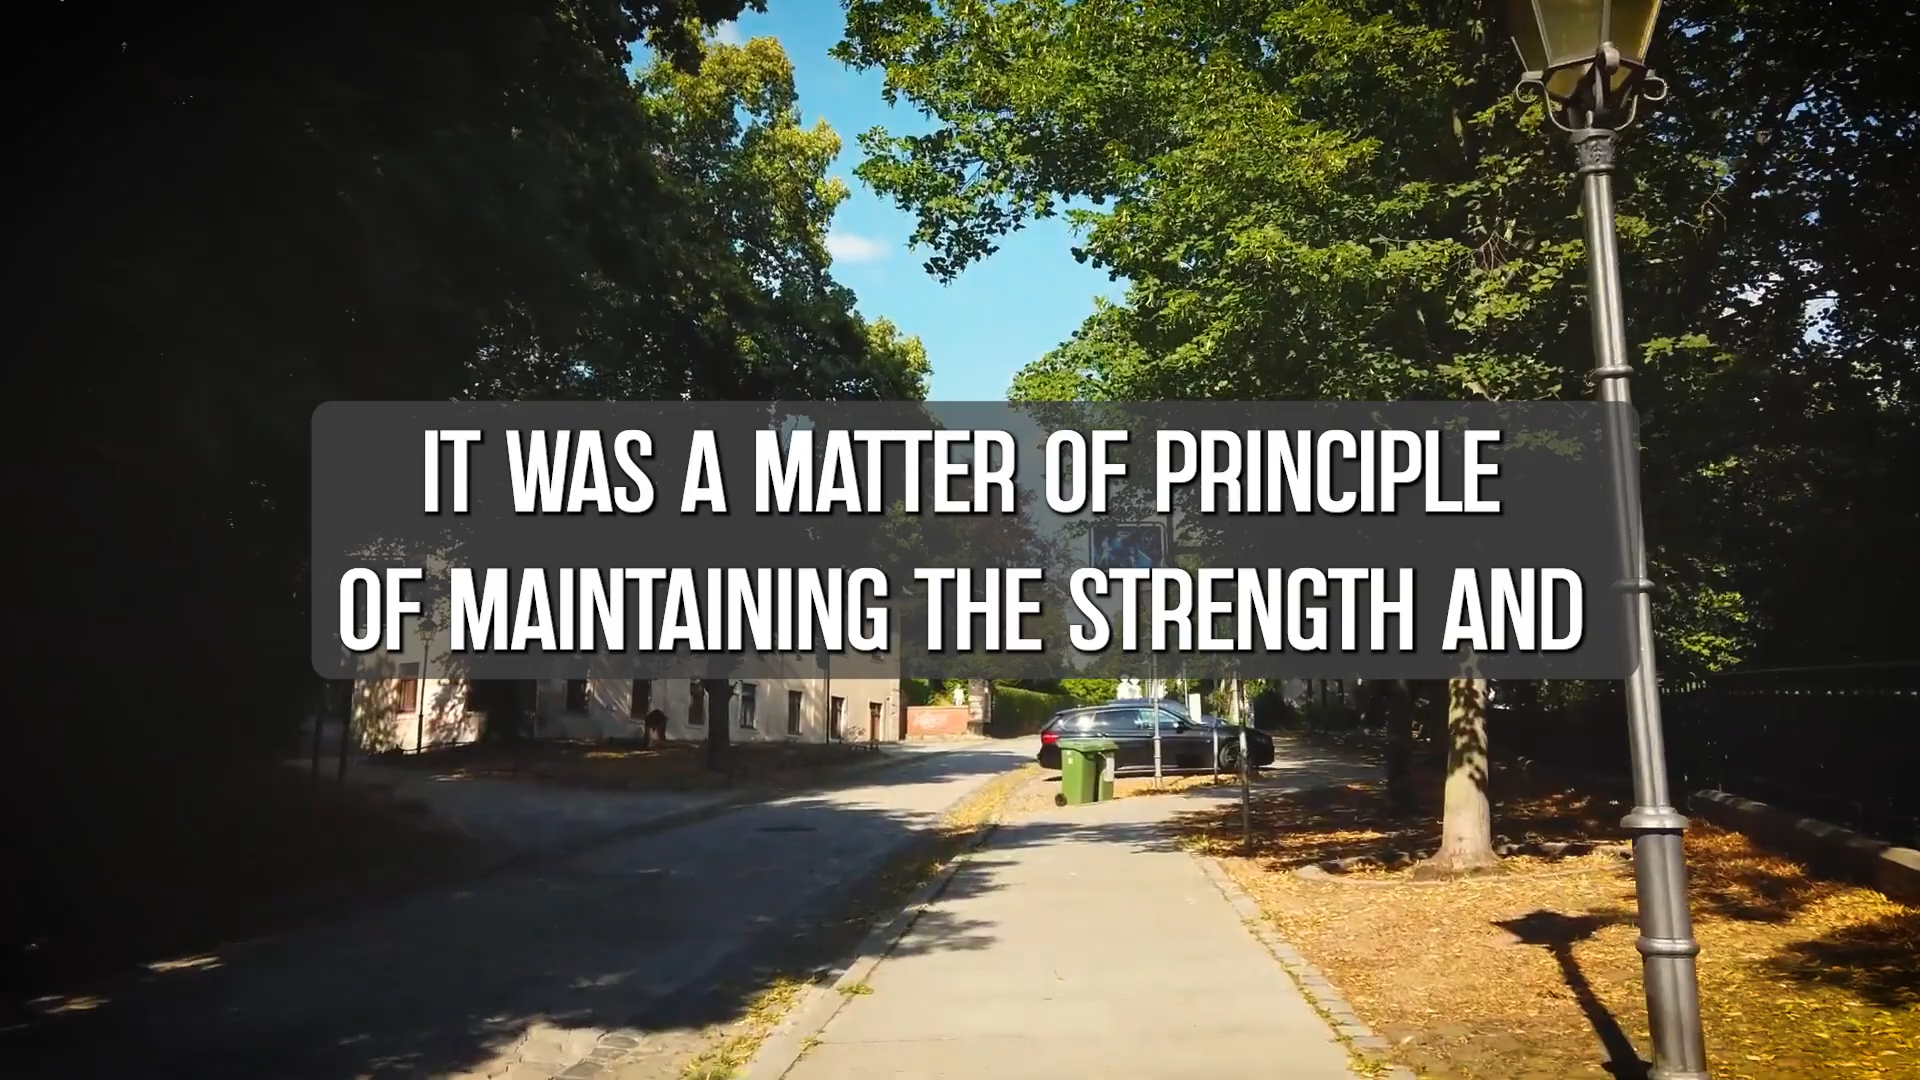 IT WAS A MATTER OF PRINCIPLE
OF MAINTAINING THE STRENGTH AND